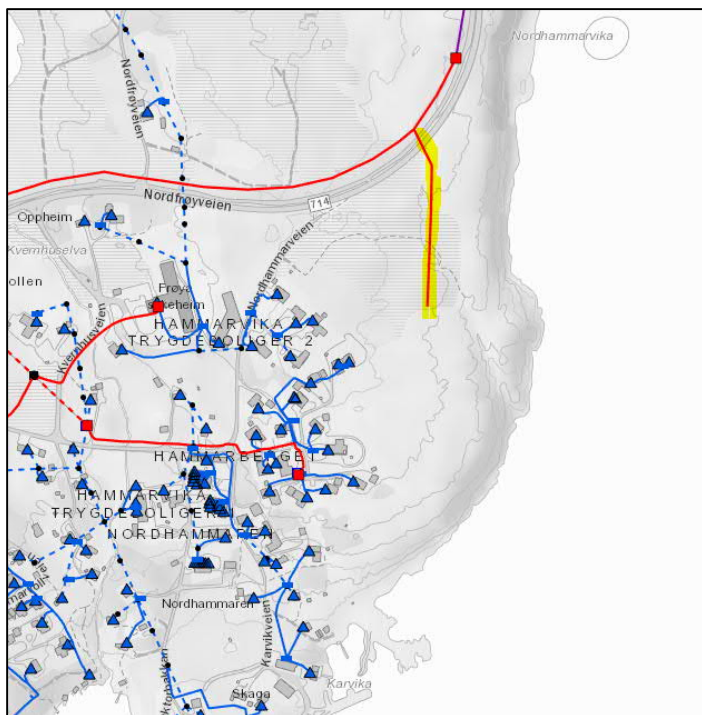 Nordhammarvika
Nordfrøyveien
Nordfrøyveien
714
Oppheim
Kvernhuselva
ollen
Nordhammarveien
Frøya
keheim
Kvernhusveien
HAMMARVIKA
TRYGDEBOLIGER 2
HAMMARBERGET
HAMMARVIKA
TRYGDEBOLIGER 1
NORDHAMMAREN
Nordhammaren
Karvikveien
Skaga
Karvika